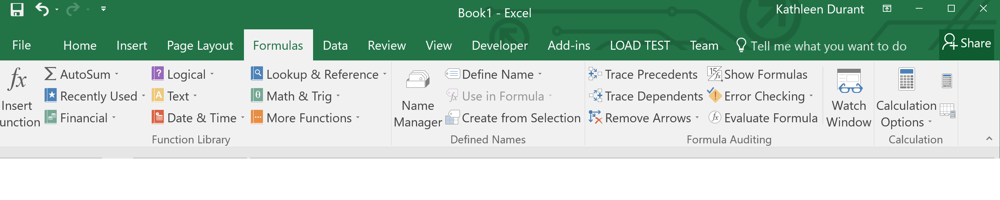 Book1 - Excel
Kathleen Durant
File Home Insert Page Layout Formulas Data Review View Developer Add-ins LOAD TEST Team Tell me what you want to do Share
fx
Insert
unction
AutoSum
Recently Used
Financial
Logical
Text
Date & Time
Lookup & Reference
Math & Trig
More Functions
Function Library
Name
Manager
Define Name
Use in Formula
Create from Selection
Defined Names
Trace Precedents
Trace Dependents
Remove Arrows
Show Formulas
Error Checking
Evaluate Formula
Watch
Window
Formula Auditing
Calculation
Options
Calculation